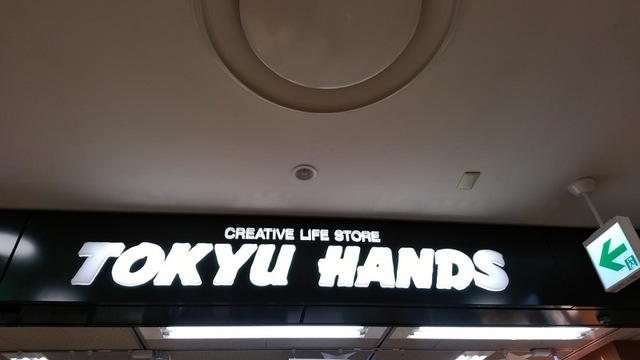 CREATIVE LIFE STORE
TOKYU HANDS